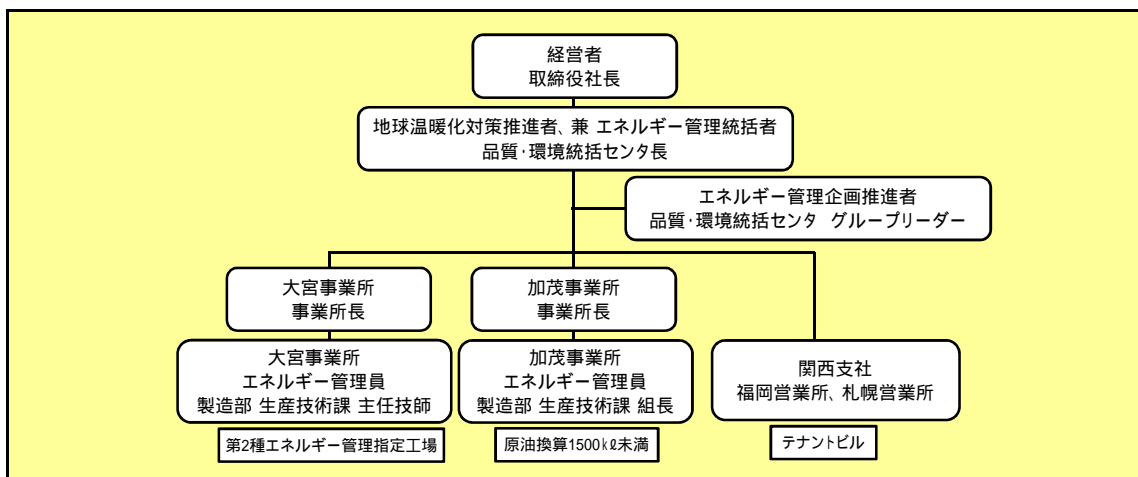 経営者
取締役社長
地球温暖化対策推進者、兼 エネルギー管理統括者
品質・環境統括センタ長
エネルギー管理企画推進者
品質・環境統括センタ グループリーダー
大宮事業所
事業所長
加茂事業所
事業所長
大宮事業所
エネルギー管理員
製造部 生産技術課 主任技師
加茂事業所
エネルギー管理員
製造部 生産技術課 組長
関西支社
福岡営業所、札幌営業所
第2種エネルギー管理指定工場
原油換算1500kℓ未満
テナントビル